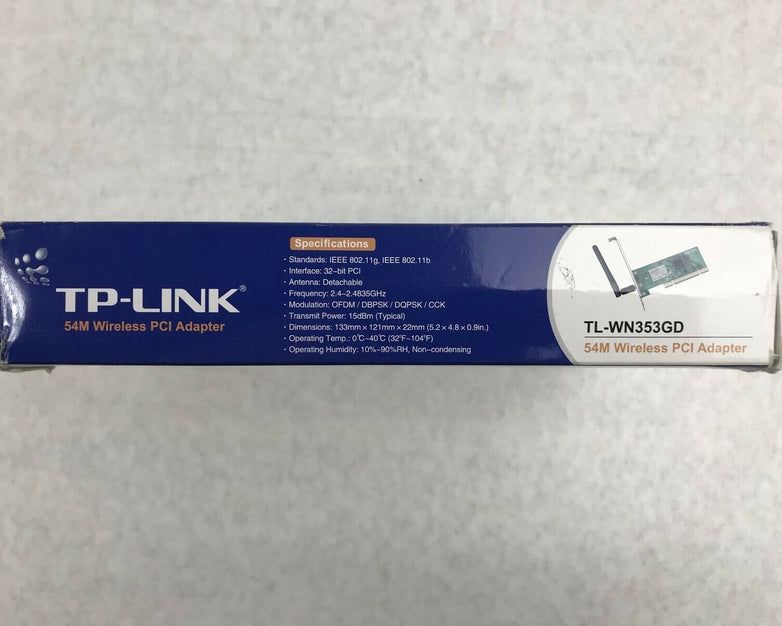 TP-LINK®
54M Wireless PCI Adapter
Specifications
· Standards: IEEE 802.11g, IEEE 802.11b
· Interface: 32-bit PCI
· Antenna: Detachable
· Frequency: 2.4~2.4835GHz
· Modulation: OFDM / DBPSK / DQPSK / CCK
· Transmit Power: 15dBm (Typical)
· Dimensions: 133mm × 121mm × 22mm (5.2 × 4.8 × 0.9in.)
· Operating Temp.: 0℃~40℃ (32℉~104℉)
· Operating Humidity: 10%~90%RH, Non-condensing
TL-WN353GD
54M Wireless PCI Adapter